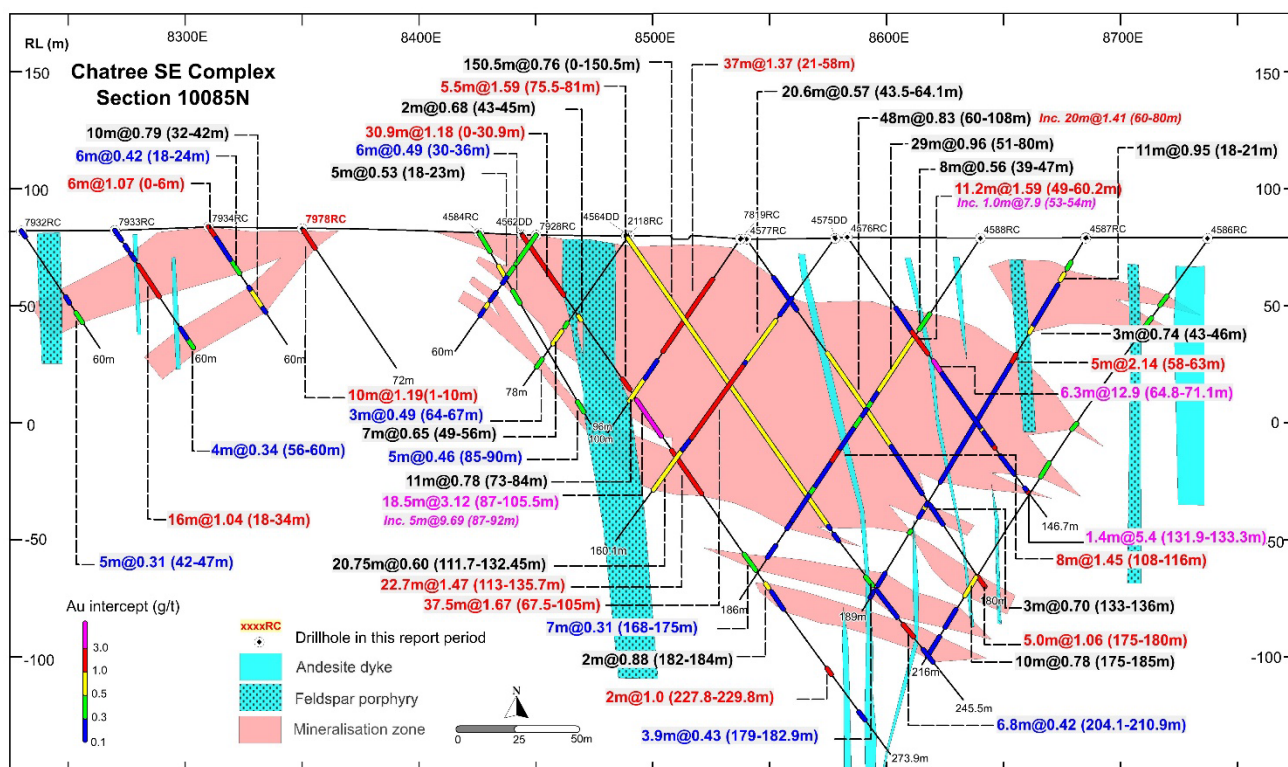 8300E
8400E
8500E
8600E
8700E
RL (m)
Chatree SE Complex
Section 10085N
150
100
50
0
-50
-100
150
100
50
0
-50
-100
150.5m@0.76 (0-150.5m)
5.5m@1.59 (75.5-81m)
2m@0.68 (43-45m)
30.9m@1.18 (0-30.9m)
6m@0.49 (30-36m)
5m@0.53 (18-23m)
37m@1.37 (21-58m)
20.6m@0.57 (43.5-64.1m)
48m@0.83 (60-108m)
Inc. 20m@1.41 (60-80m)
29m@0.96 (51-80m)
8m@0.56 (39-47m)
11.2m@1.59 (49-60.2m)
Inc. 1.0m@7.9 (53-54m)
11m@0.95 (18-21m)
10m@0.79 (32-42m)
6m@0.42 (18-24m)
6m@1.07 (0-6m)
7932RC
7933RC
7934RC
7978RC
4584RC
4562DD
7928RC
4564DD
2118RC
7819RC
4577RC
4575DD
4576RC
4588RC
4587RC
4586RC
60m
60m
60m
72m
60m
78m
96m
100m
160.1m
186m
189m
180m
216m
146.7m
245.5m
273.9m
3m@0.74 (43-46m)
5m@2.14 (58-63m)
6.3m@12.9 (64.8-71.1m)
10m@1.19(1-10m)
3m@0.49 (64-67m)
7m@0.65 (49-56m)
5m@0.46 (85-90m)
11m@0.78 (73-84m)
18.5m@3.12 (87-105.5m)
Inc. 5m@9.69 (87-92m)
4m@0.34 (56-60m)
16m@1.04 (18-34m)
5m@0.31 (42-47m)
20.75m@0.60 (111.7-132.45m)
22.7m@1.47 (113-135.7m)
37.5m@1.67 (67.5-105m)
7m@0.31 (168-175m)
2m@0.88 (182-184m)
2m@1.0 (227.8-229.8m)
3.9m@0.43 (179-182.9m)
1.4m@5.4 (131.9-133.3m)
8m@1.45 (108-116m)
3m@0.70 (133-136m)
5.0m@1.06 (175-180m)
10m@0.78 (175-185m)
6.8m@0.42 (204.1-210.9m)
Au intercept (g/t)
3.0
1.0
0.5
0.3
0.1
xxxxRC
Drillhole in this report period
Andesite dyke
Feldspar porphyry
Mineralisation zone
N
0
25
50m